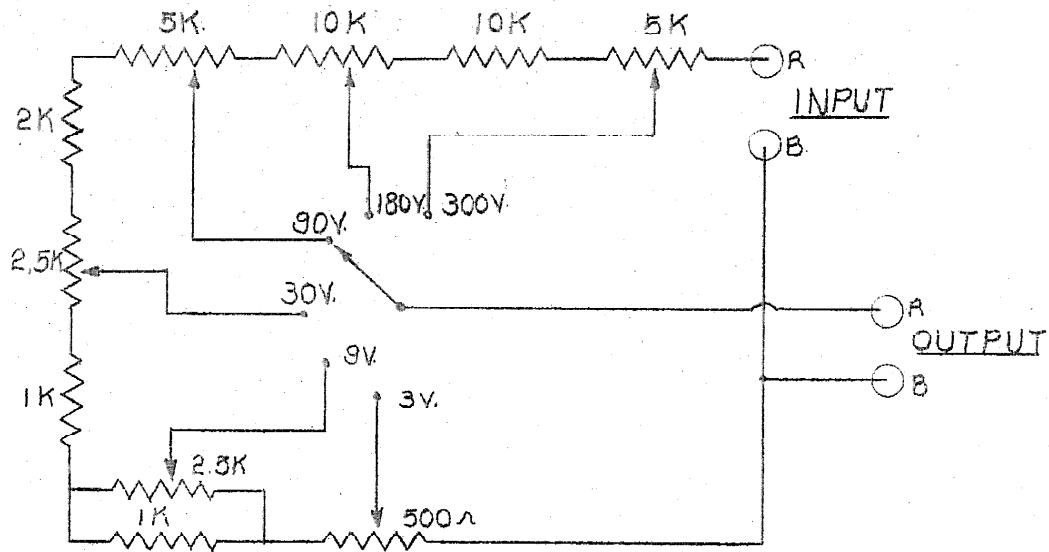 5K. 10K 10K 5K
R
INPUT
2K
B
180V. 300V.
90V.
2.5K
30V.
R
OUTPUT
9V.
B
1K
3V.
2.5K
1K
500Ω